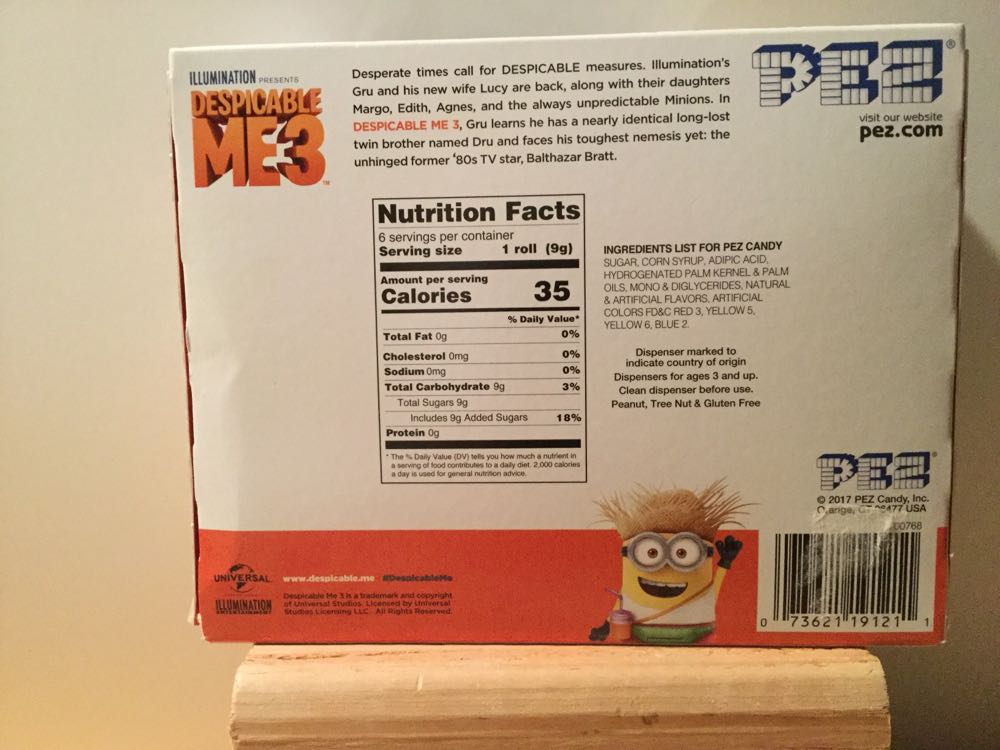 ILLUMINATION PRESENTS
DESPICABLE
ME3
™
Desperate times call for DESPICABLE measures. Illumination's
Gru and his new wife Lucy are back, along with their daughters
Margo, Edith, Agnes, and the always unpredictable Minions. In
DESPICABLE ME 3, Gru learns he has a nearly identical long-lost
twin brother named Dru and faces his toughest nemesis yet: the
unhinged former '80s TV star, Balthazar Bratt.
PEZ®
visit our website
pez.com
Nutrition Facts
6 servings per container
Serving size 1 roll (9g)
Amount per serving
Calories 35
% Daily Value*
Total Fat 0g 0%
Cholesterol 0mg 0%
Sodium 0mg 0%
Total Carbohydrate 9g 3%
Total Sugars 9g
Includes 9g Added Sugars 18%
Protein 0g
* The % Daily Value (DV) tells you how much a nutrient in
a serving of food contributes to a daily diet. 2,000 calories
a day is used for general nutrition advice.
INGREDIENTS LIST FOR PEZ CANDY
SUGAR, CORN SYRUP, ADIPIC ACID,
HYDROGENATED PALM KERNEL & PALM
OILS, MONO & DIGLYCERIDES, NATURAL
& ARTIFICIAL FLAVORS, ARTIFICIAL
COLORS FD&C RED 3, YELLOW 5,
YELLOW 6, BLUE 2.
Dispenser marked to
indicate country of origin
Dispensers for ages 3 and up.
Clean dispenser before use.
Peanut, Tree Nut & Gluten Free
PEZ®
© 2017 PEZ Candy, Inc.
USA
0 73621 19121 1
UNIVERSAL
ILLUMINATION
ENTERTAINMENT
www.despicable.me #DespicableMe
Despicable Me 3 is a trademark and copyright
of Universal Studios. Licensed by Universal
Studios Licensing LLC. All Rights Reserved.